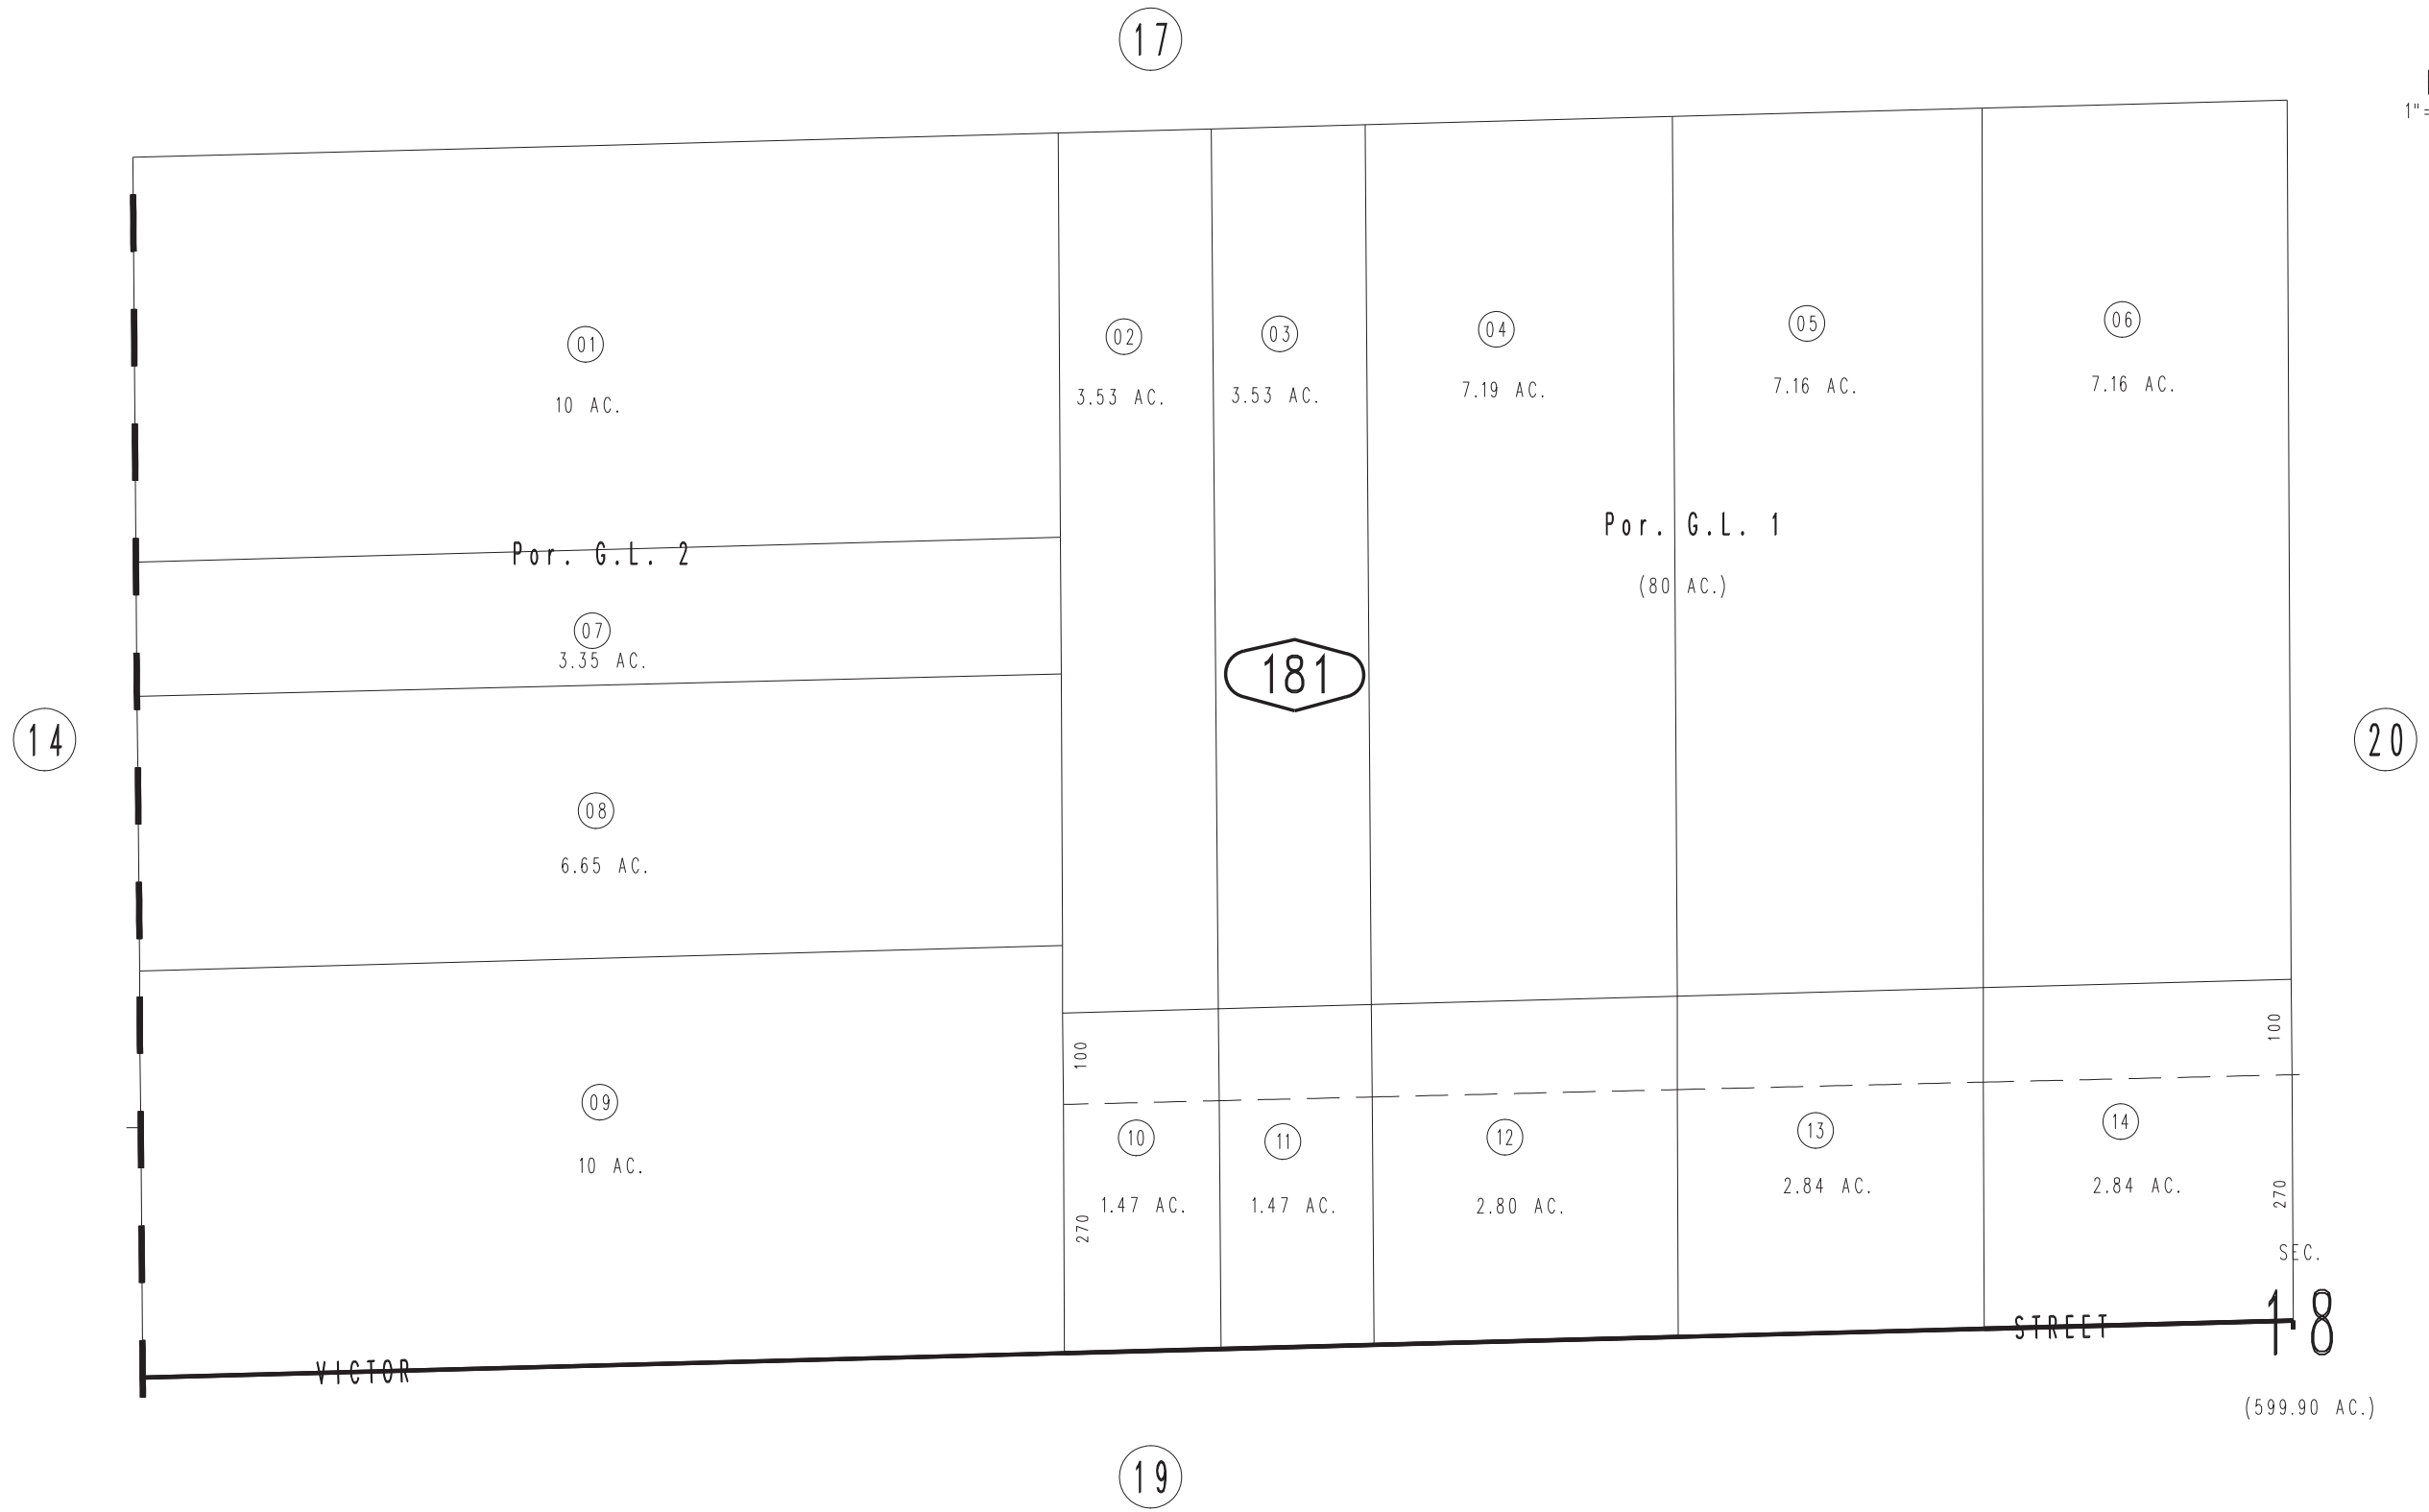 17
1"=
01
10 AC.
02
3.53 AC.
03
3.53 AC.
04
7.19 AC.
05
7.16 AC.
06
7.16 AC.
Por. G.L. 2
Por. G.L. 1
(80 AC.)
07
3.35 AC.
181
14
20
08
6.65 AC.
100
100
09
10 AC.
10
1.47 AC.
11
1.47 AC.
12
2.80 AC.
13
2.84 AC.
14
2.84 AC.
270
270
SEC.
18
VICTOR
STREET
(599.90 AC.)
19